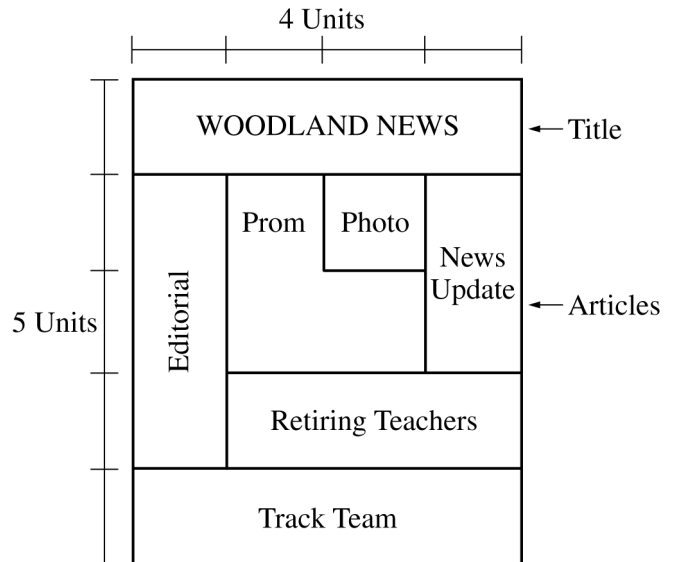 4 Units
WOODLAND NEWS
Title
Prom
Photo
News
Update
Editorial
5 Units
Articles
Retiring Teachers
Track Team